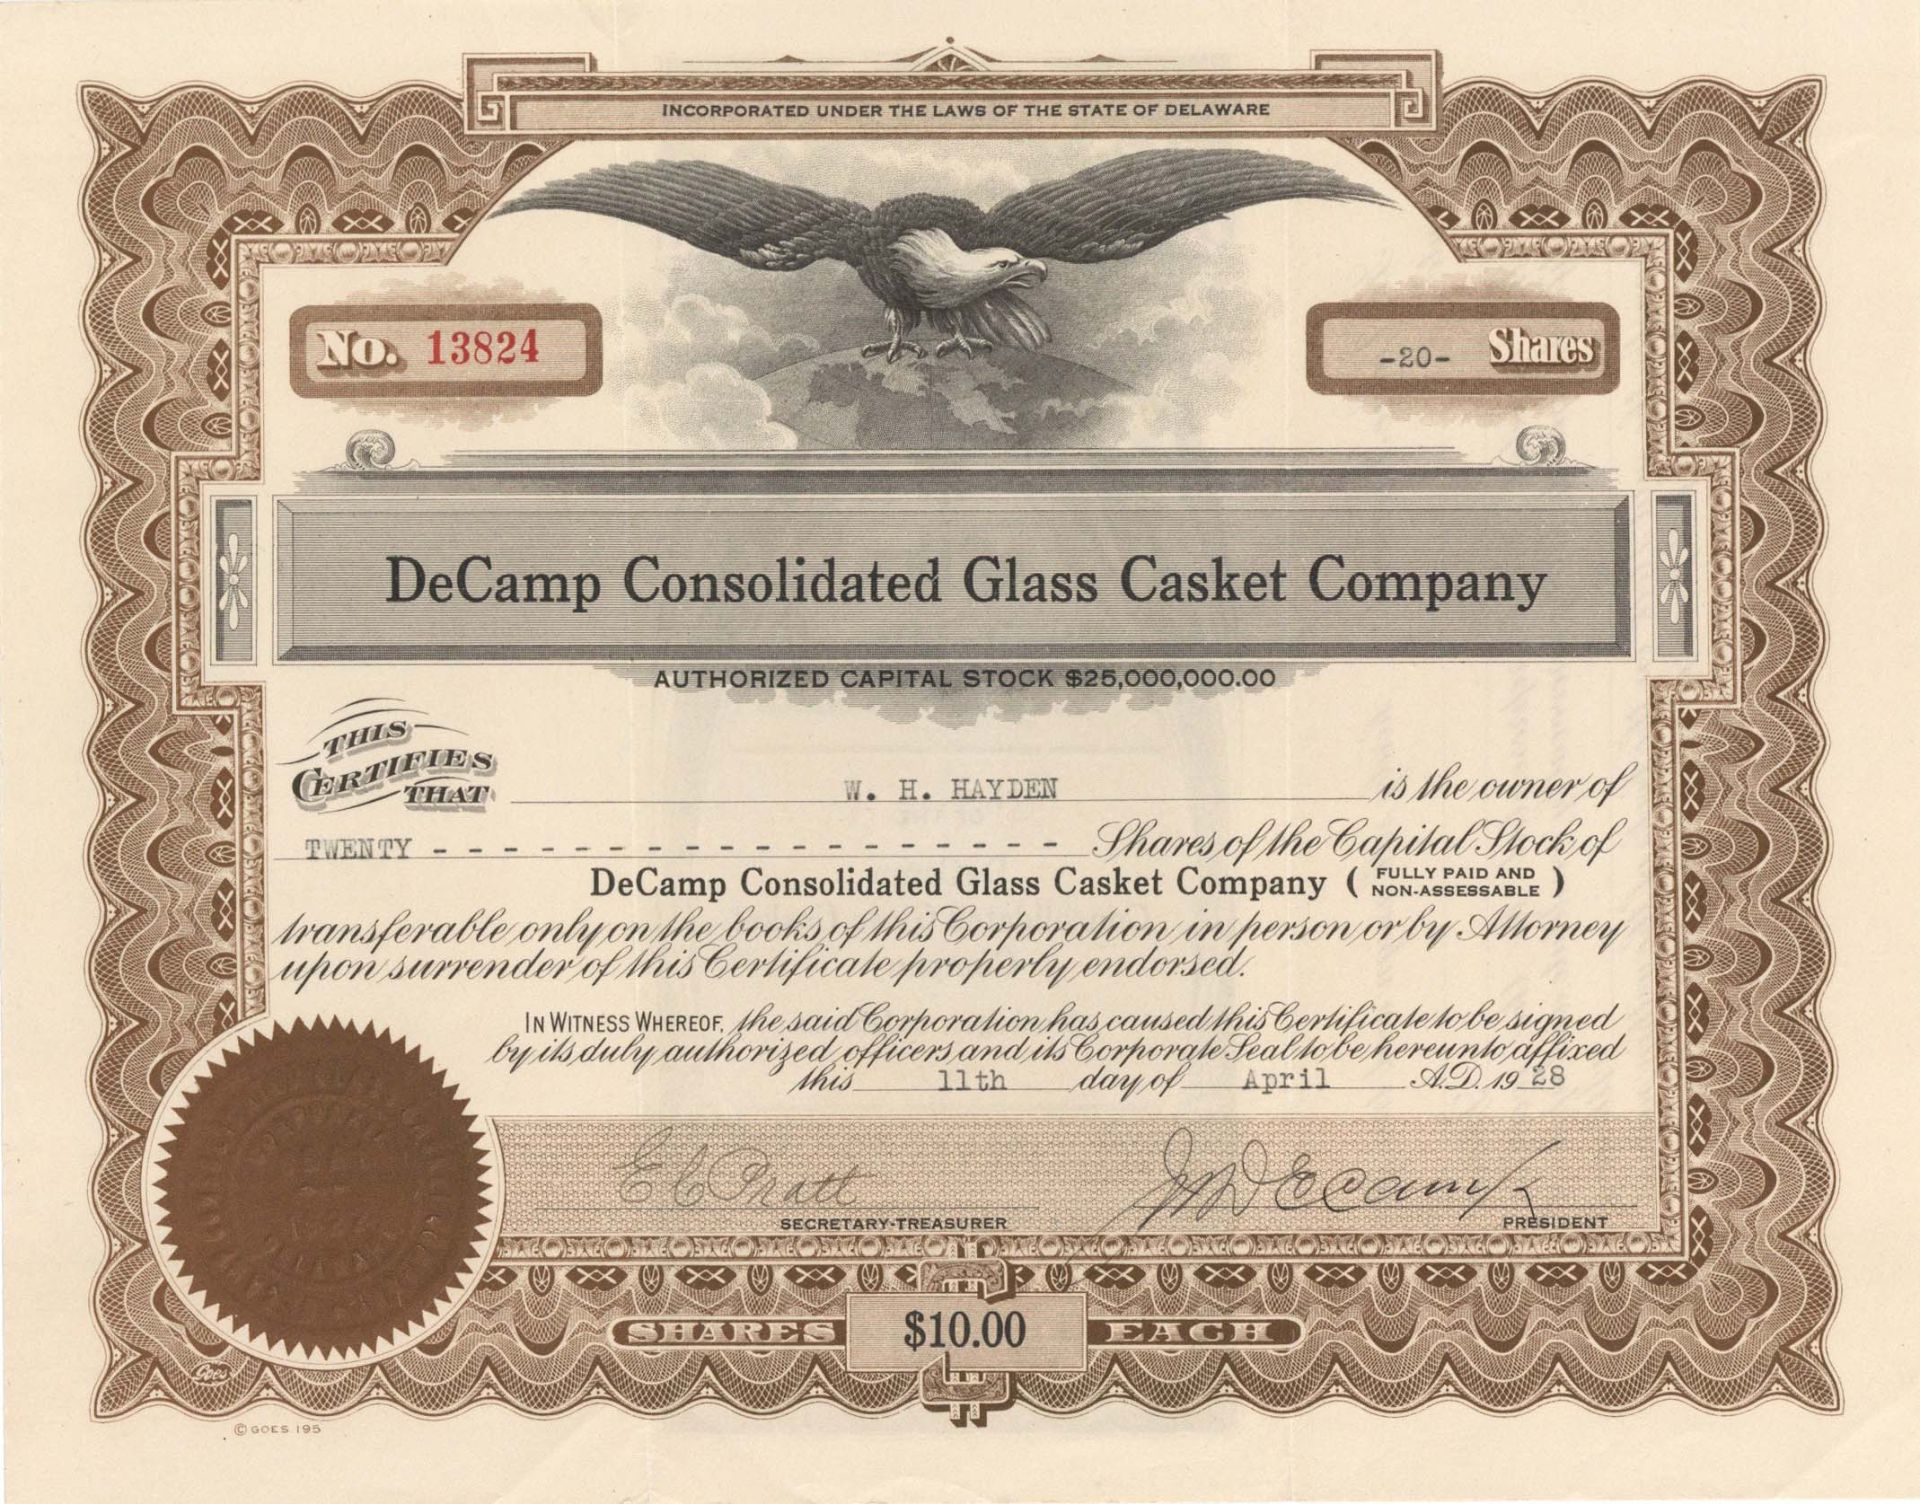 INCORPORATED UNDER THE LAWS OF THE STATE OF DELAWARE
No. 13824
-20- Shares
DeCamp Consolidated Glass Casket Company
AUTHORIZED CAPITAL STOCK $25,000,000.00
THIS CERTIFIES THAT W. H. HAYDEN is the owner of
TWENTY - - - - - - - - - - - - - - - - - - Shares of the Capital Stock of
DeCamp Consolidated Glass Casket Company ( FULLY PAID AND NON-ASSESSABLE )
transferable only on the books of this Corporation in person or by Attorney
upon surrender of this Certificate properly endorsed.
IN WITNESS WHEREOF, the said Corporation has caused this Certificate to be signed
by its duly authorized officers and its Corporate Seal to be hereunto affixed
this 11th day of April A.D. 1928
E C Pratt
SECRETARY-TREASURER
DeCamp
PRESIDENT
SHARES $10.00 EACH
Goes
© GOES 195